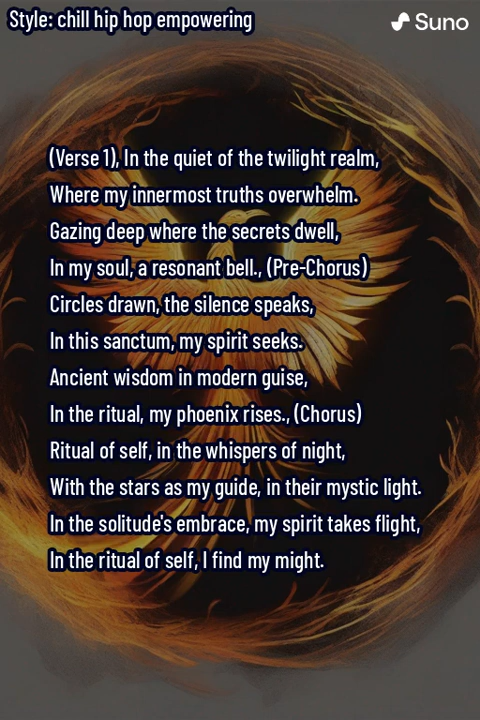 Style: chill hip hop empowering
Suno
(Verse 1), In the quiet of the twilight realm,
Where my innermost truths overwhelm.
Gazing deep where the secrets dwell,
In my soul, a resonant bell., (Pre-Chorus)
Circles drawn, the silence speaks,
In this sanctum, my spirit seeks.
Ancient wisdom in modern guise,
In the ritual, my phoenix rises., (Chorus)
Ritual of self, in the whispers of night,
With the stars as my guide, in their mystic light.
In the solitude's embrace, my spirit takes flight,
In the ritual of self, I find my might.